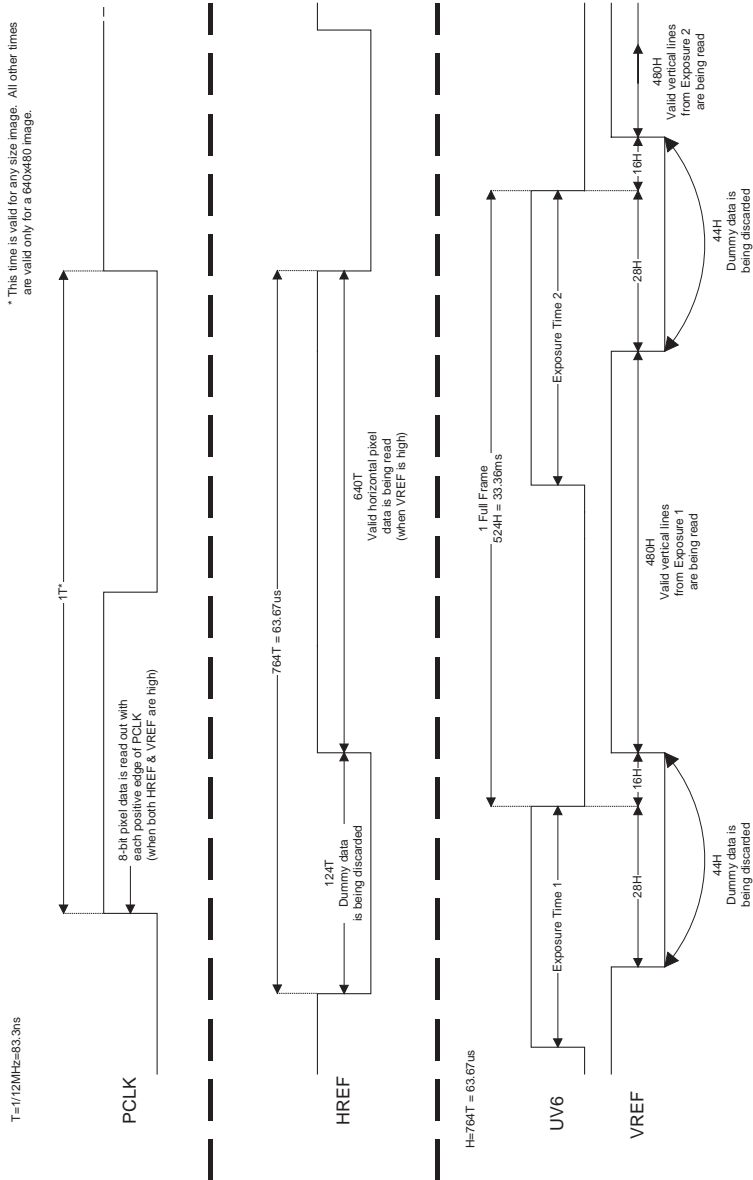 * This time is valid for any size image. All other times
are valid only for a 640x480 image.
T=1/12MHz=83.3ns
1T*
8-bit pixel data is read out with
each positive edge of PCLK
(when both HREF & VREF are high)
PCLK
764T = 63.67us
124T
Dummy data
is being discarded
640T
Valid horizontal pixel
data is being read
(when VREF is high)
HREF
H=764T = 63.67us
1 Full Frame
524H = 33.36ms
Exposure Time 1
Exposure Time 2
UV6
28H
16H
480H
Valid vertical lines
from Exposure 1
are being read
28H
16H
480H
Valid vertical lines
from Exposure 2
are being read
VREF
44H
Dummy data is
being discarded
44H
Dummy data is
being discarded